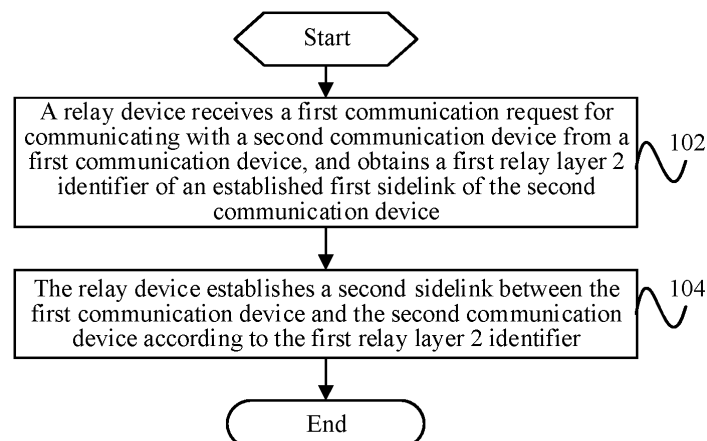 Start
A relay device receives a first communication request for
communicating with a second communication device from a
first communication device, and obtains a first relay layer 2
identifier of an established first sidelink of the second
communication device
102
The relay device establishes a second sidelink between the
first communication device and the second communication
device according to the first relay layer 2 identifier
104
End